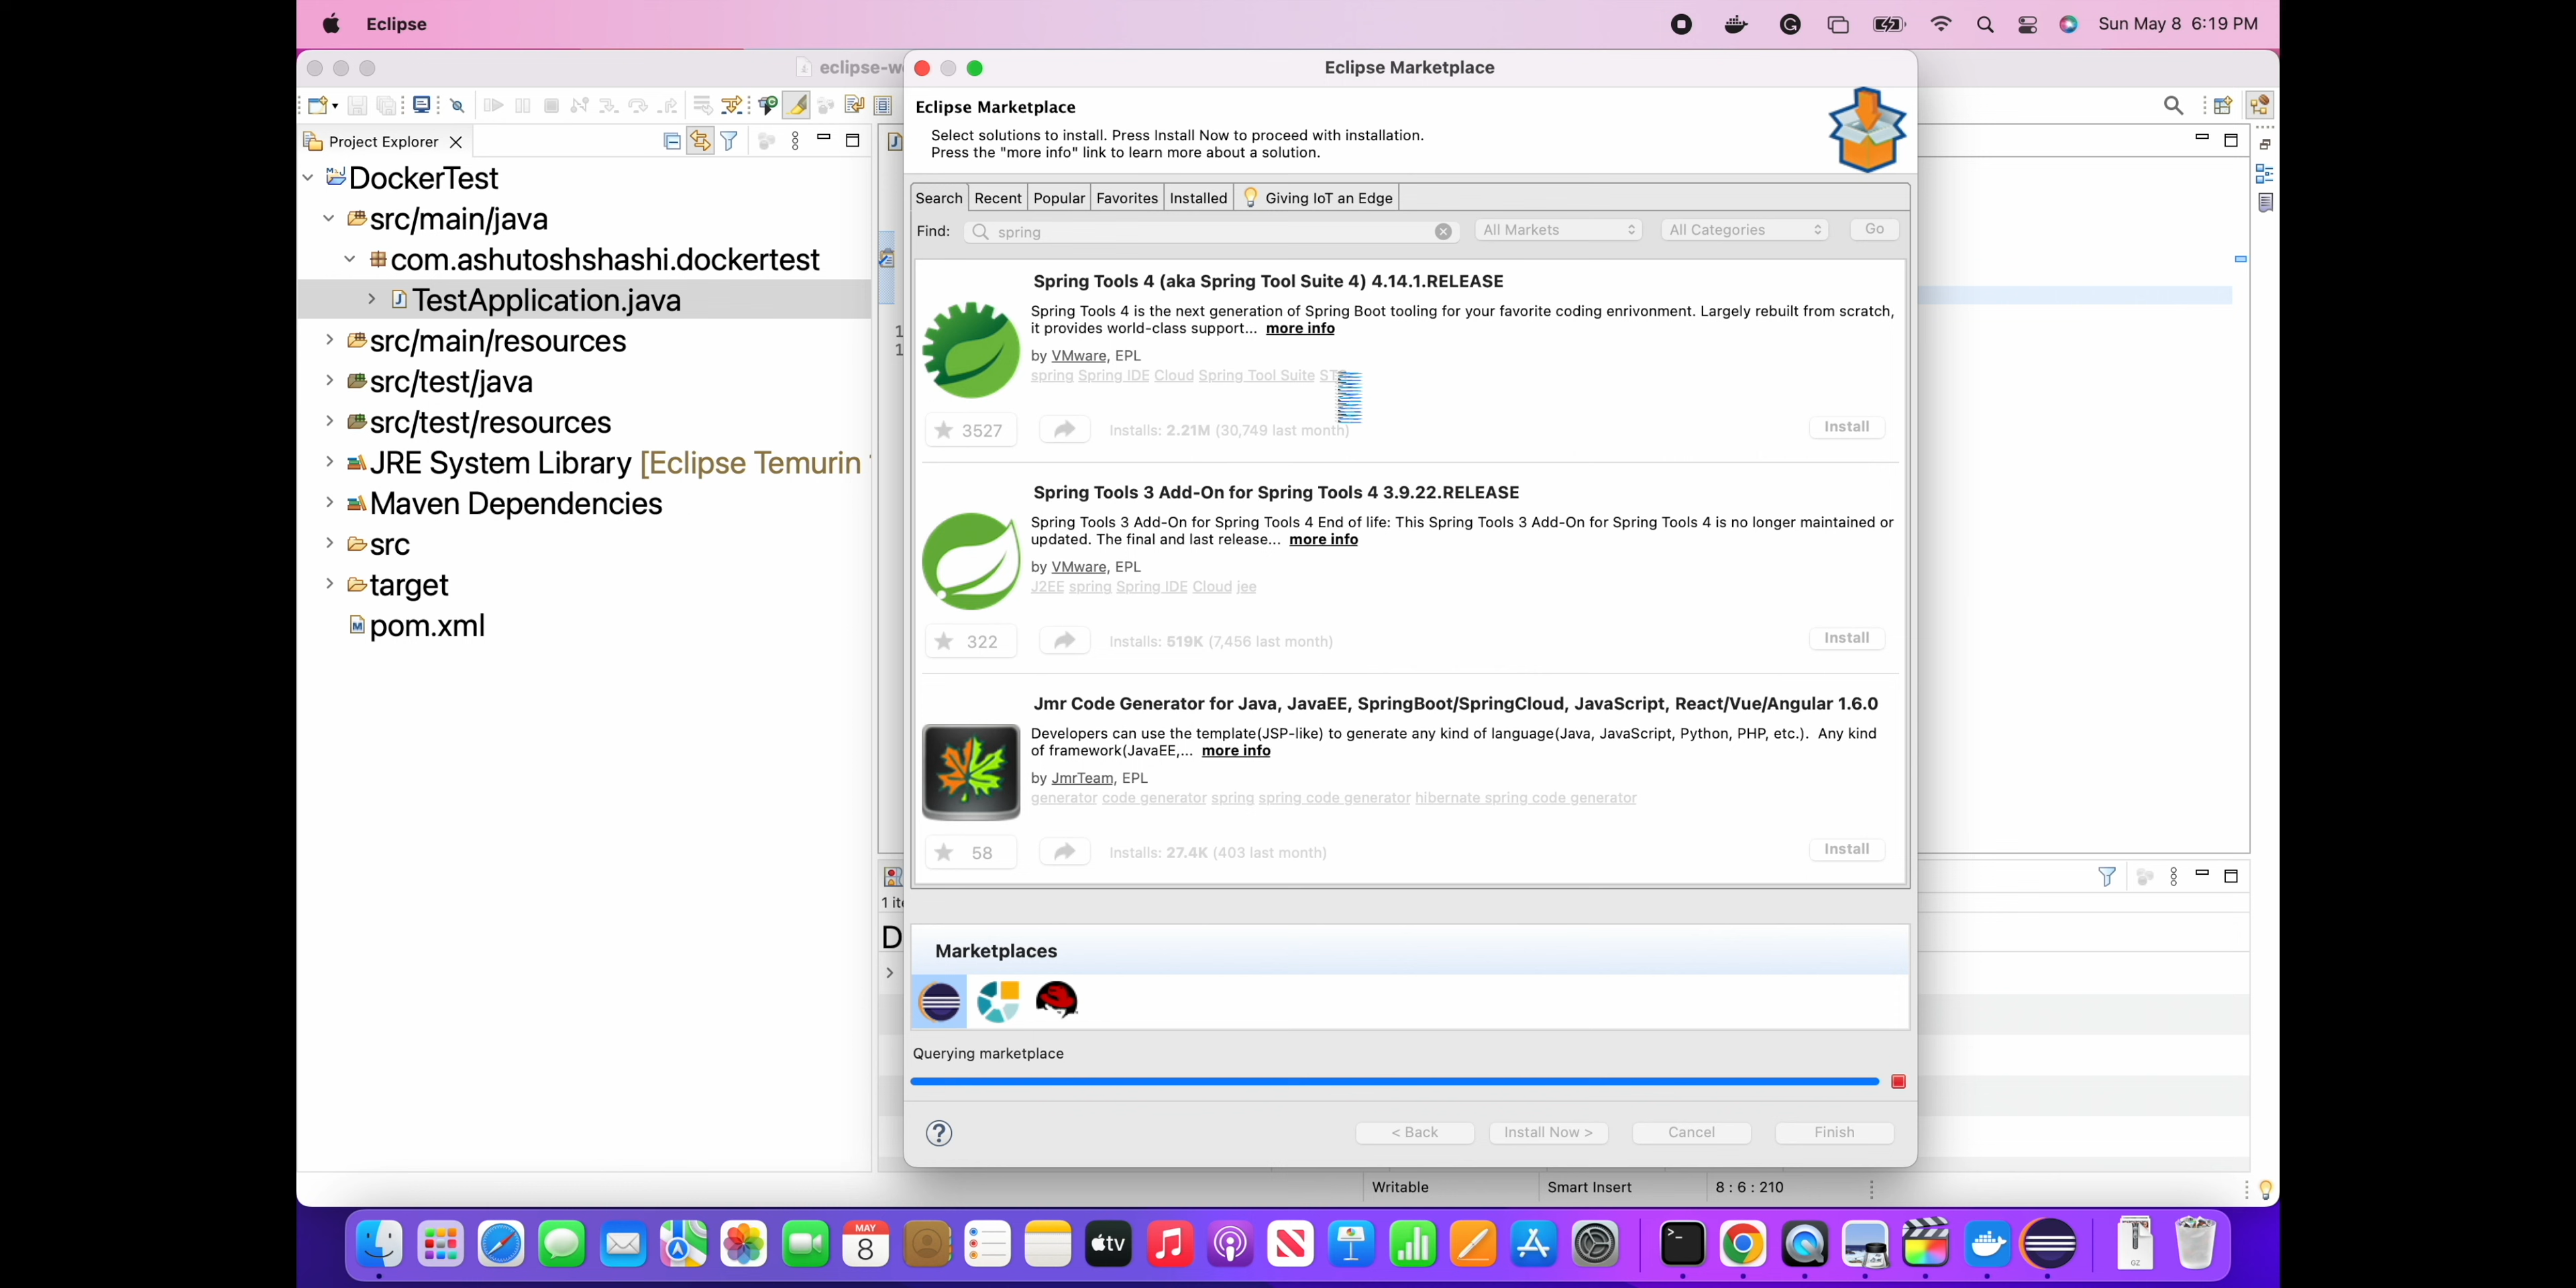 Eclipse
Sun May 8 6:19 PM
eclipse-w
Eclipse Marketplace
Project Explorer
DockerTest
src/main/java
com.ashutoshshashi.dockertest
TestApplication.java
src/main/resources
src/test/java
src/test/resources
JRE System Library [Eclipse Temurin
Maven Dependencies
src
target
pom.xml
Eclipse Marketplace
Select solutions to install. Press Install Now to proceed with installation.
Press the "more info" link to learn more about a solution.
Search Recent Popular Favorites Installed Giving IoT an Edge
Find: spring All Markets All Categories Go
Spring Tools 4 (aka Spring Tool Suite 4) 4.14.1.RELEASE
Spring Tools 4 is the next generation of Spring Boot tooling for your favorite coding enrivonment. Largely rebuilt from scratch,
it provides world-class support... more info
by VMware, EPL
spring Spring IDE Cloud Spring Tool Suite
3527 Installs: 2.21M (30,749 last month) Install
Spring Tools 3 Add-On for Spring Tools 4 3.9.22.RELEASE
Spring Tools 3 Add-On for Spring Tools 4 End of life: This Spring Tools 3 Add-On for Spring Tools 4 is no longer maintained or
updated. The final and last release... more info
by VMware, EPL
J2EE spring Spring IDE Cloud jee
322 Installs: 519K (7,456 last month) Install
Jmr Code Generator for Java, JavaEE, SpringBoot/SpringCloud, JavaScript, React/Vue/Angular 1.6.0
Developers can use the template(JSP-like) to generate any kind of language(Java, JavaScript, Python, PHP, etc.). Any kind
of framework(JavaEE,... more info
by JmrTeam, EPL
generator code generator spring spring code generator hibernate spring code generator
58 Installs: 27.4K (403 last month) Install
1
1
1 ite
D
Marketplaces
Querying marketplace
< Back Install Now > Cancel Finish
Writable Smart Insert 8 : 6 : 210
MAY
8
tv